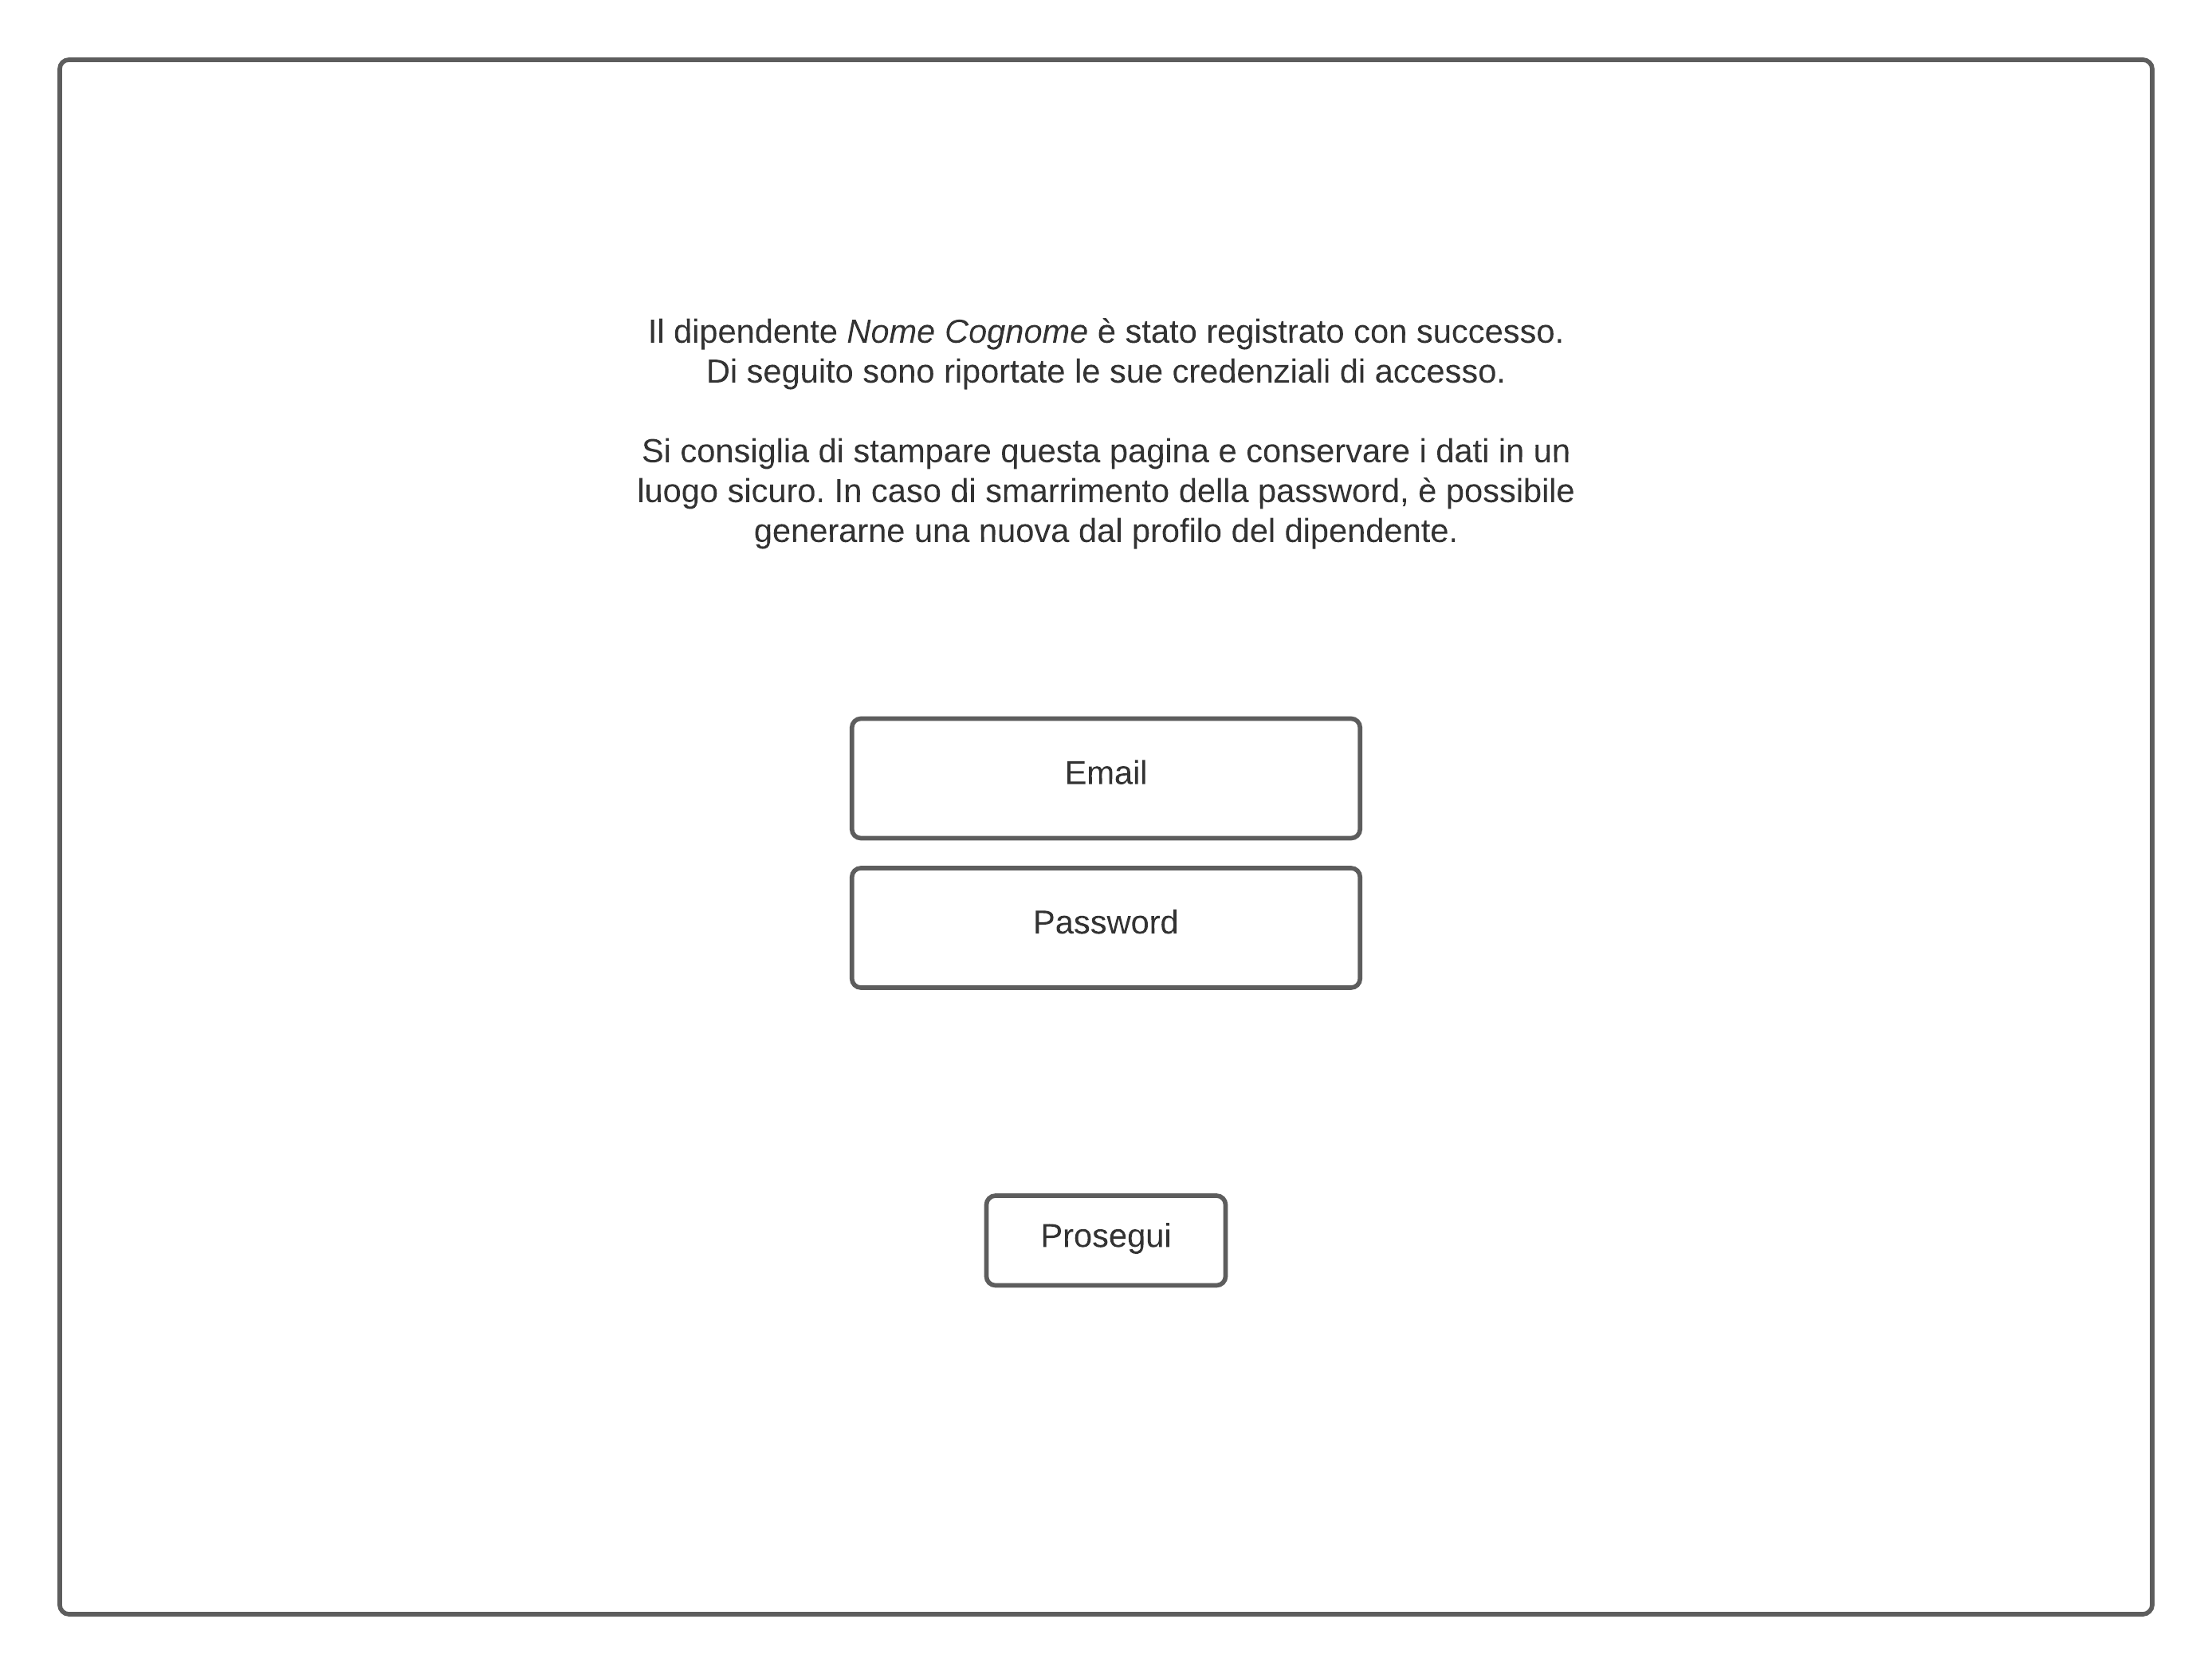 Il dipendente Nome Cognome è stato registrato con successo.
Di seguito sono riportate le sue credenziali di accesso.
Si consiglia di stampare questa pagina e conservare i dati in un
luogo sicuro. In caso di smarrimento della password, è possibile
generarne una nuova dal profilo del dipendente.
Email
Password
Prosegui